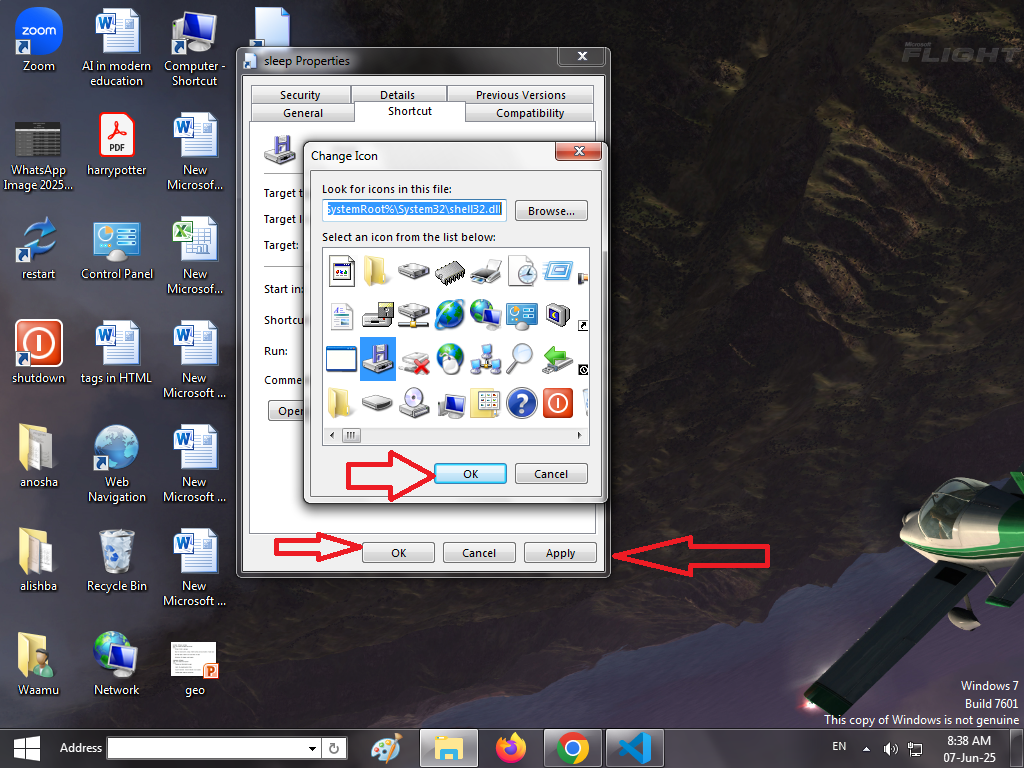 Zoom
AI in modern
education
Computer -
Shortcut
WhatsApp
Image 2025...
harrypotter
New
Microsof...
restart
Control Panel
New
Microsof...
shutdown
tags in HTML
New
Microsoft ...
anosha
Web
Navigation
New
Microsoft ...
alishba
Recycle Bin
New
Microsoft ...
Waamu
Network
geo
zoom
PDF
sleep Properties
Security
Details
Previous Versions
General
Shortcut
Compatibility
Target t
Target l
Target:
Start in:
Shortcu
Run:
Comme
Open
Change Icon
Look for icons in this file:
SystemRoot%\System32\shell32.dll
Browse...
Select an icon from the list below:
OK
Cancel
OK
Cancel
Apply
Microsoft
FLIGHT
Windows 7
Build 7601
This copy of Windows is not genuine
Address
EN
8:38 AM
07-Jun-25